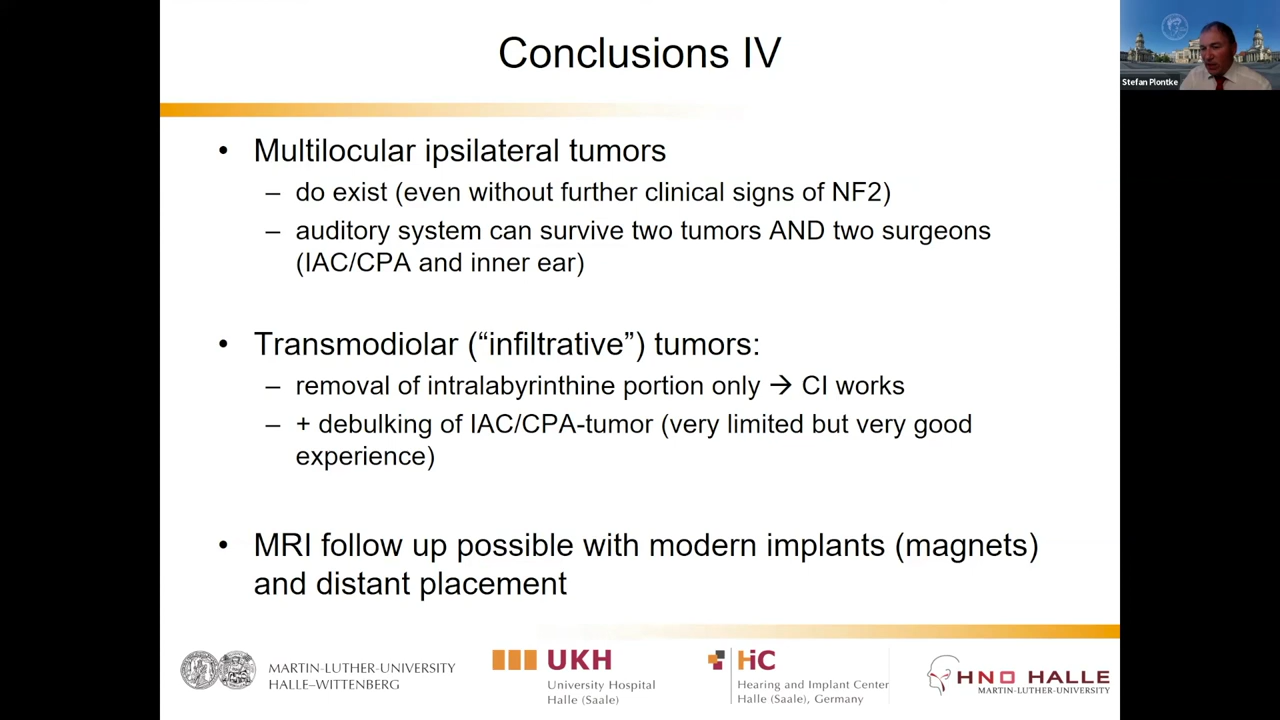 Conclusions IV
Stefan Plontke
• Multilocular ipsilateral tumors
– do exist (even without further clinical signs of NF2)
– auditory system can survive two tumors AND two surgeons
(IAC/CPA and inner ear)
• Transmodiolar (“infiltrative”) tumors:
– removal of intralabyrinthine portion only → CI works
– + debulking of IAC/CPA-tumor (very limited but very good
experience)
• MRI follow up possible with modern implants (magnets)
and distant placement
MARTIN-LUTHER-UNIVERSITY
HALLE–WITTENBERG
UKH
University Hospital
Halle (Saale)
HiC
Hearing and Implant Center
Halle (Saale), Germany
HNO HALLE
MARTIN-LUTHER-UNIVERSITY